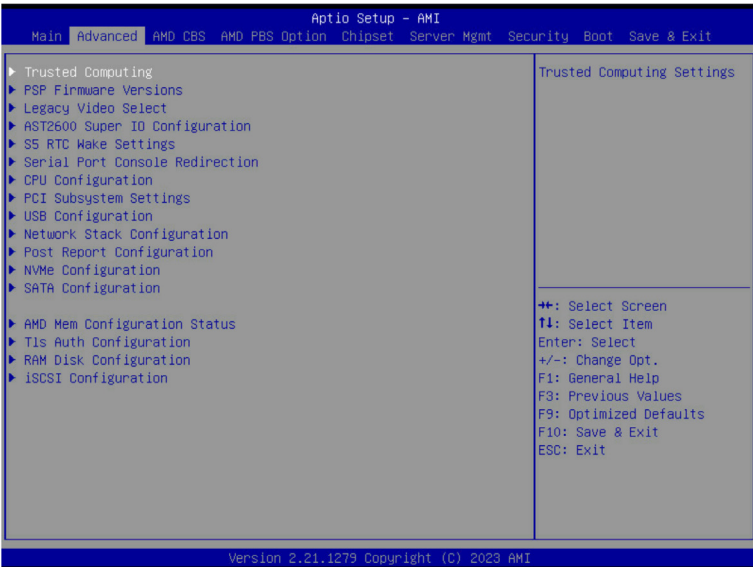 Aptio Setup – AMI
Main Advanced AMD CBS AMD PBS Option Chipset Server Mgmt Security Boot Save & Exit
▶ Trusted Computing
▶ PSP Firmware Versions
▶ Legacy Video Select
▶ AST2600 Super IO Configuration
▶ S5 RTC Wake Settings
▶ Serial Port Console Redirection
▶ CPU Configuration
▶ PCI Subsystem Settings
▶ USB Configuration
▶ Network Stack Configuration
▶ Post Report Configuration
▶ NVMe Configuration
▶ SATA Configuration
▶ AMD Mem Configuration Status
▶ Tls Auth Configuration
▶ RAM Disk Configuration
▶ iSCSI Configuration
Trusted Computing Settings
→←: Select Screen
↑↓: Select Item
Enter: Select
+/-: Change Opt.
F1: General Help
F3: Previous Values
F9: Optimized Defaults
F10: Save & Exit
ESC: Exit
Version 2.21.1279 Copyright (C) 2023 AMI